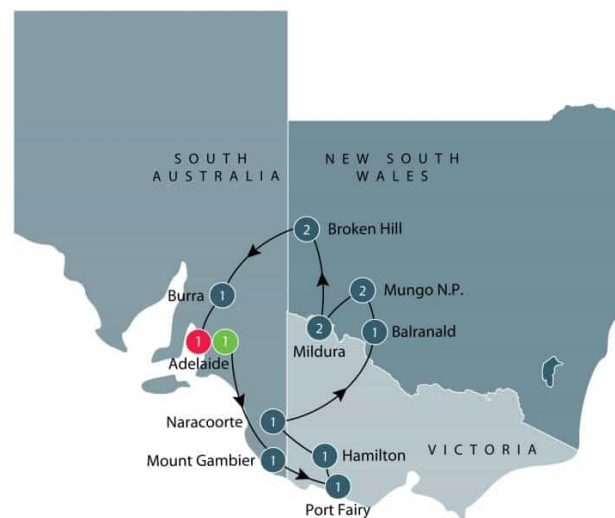 SOUTH
AUSTRALIA
NEW SOUTH
WALES
2 Broken Hill
Burra 1
2 Mungo N.P.
1 1
2
1 Balranald
Mildura
Adelaide
Naracoorte 1
VICTORIA
1 Hamilton
Mount Gambier 1
1
Port Fairy